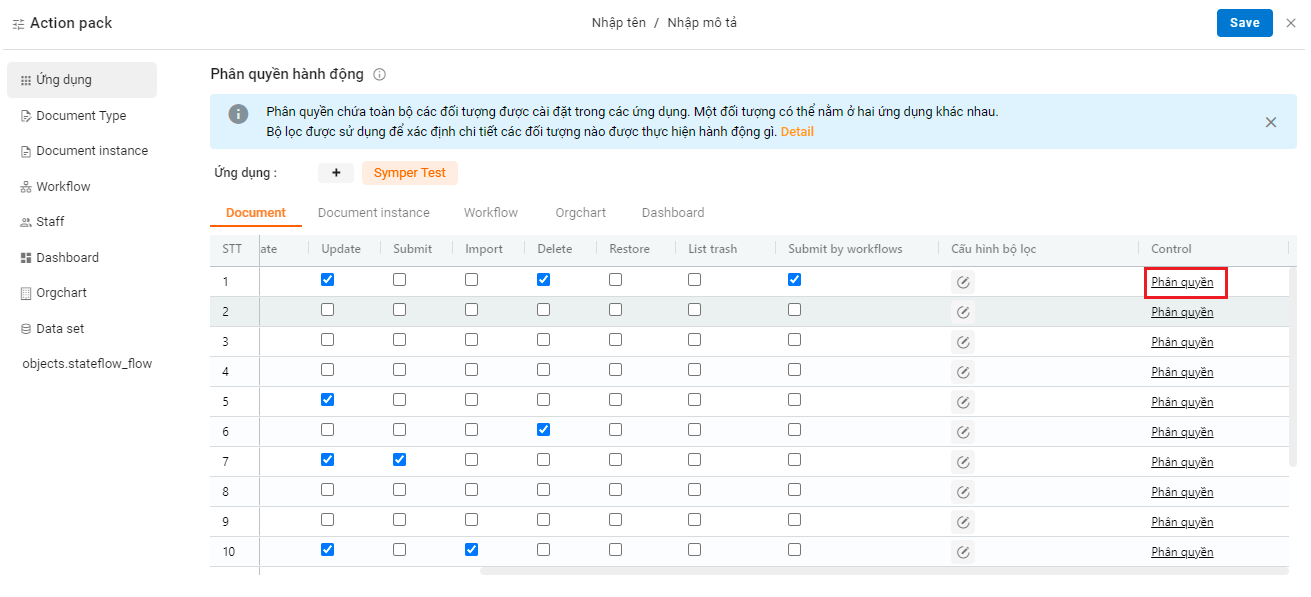 Action pack
Nhập tên / Nhập mô tả
Save
Ứng dụng
Document Type
Document instance
Workflow
Staff
Dashboard
Orgchart
Data set
objects.stateflow_flow
Phân quyền hành động
Phân quyền chứa toàn bộ các đối tượng được cài đặt trong các ứng dụng. Một đối tượng có thể nằm ở hai ứng dụng khác nhau.
Bộ lọc được sử dụng để xác định chi tiết các đối tượng nào được thực hiện hành động gì. Detail
Ứng dụng : + Symper Test
Document Document instance Workflow Orgchart Dashboard
STT ate Update Submit Import Delete Restore List trash Submit by workflows Cấu hình bộ lọc Control
1 Phân quyền
2 Phân quyền
3 Phân quyền
4 Phân quyền
5 Phân quyền
6 Phân quyền
7 Phân quyền
8 Phân quyền
9 Phân quyền
10 Phân quyền